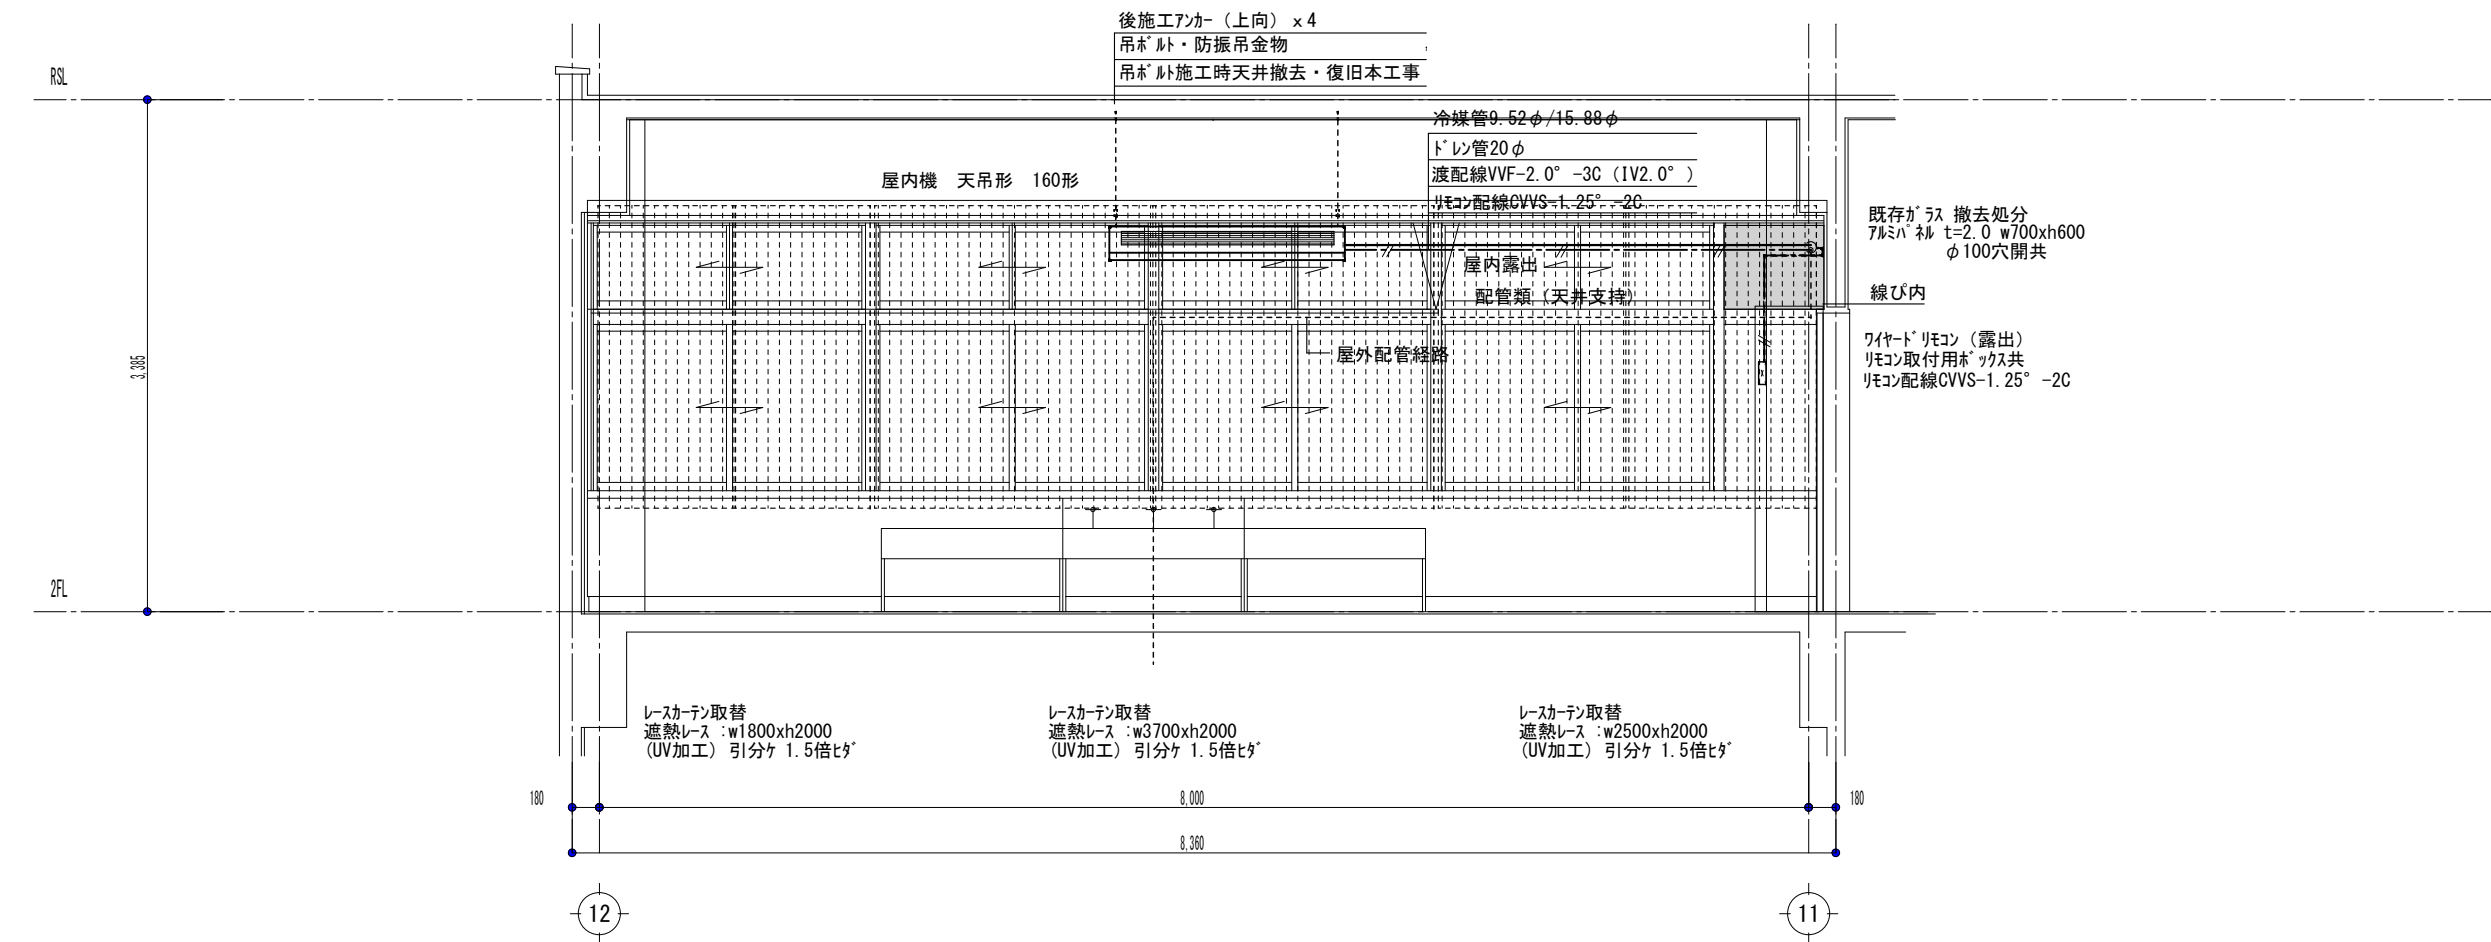 後施工ｱﾝｶｰ（上向）ｘ4
吊ﾎﾞﾙﾄ・防振吊金物
吊ﾎﾞﾙﾄ施工時天井撤去・復旧本工事
RSL
冷媒管9.52φ/15.88φ
ﾄﾞﾚﾝ管20φ
渡配線VVF-2.0°-3C（IV2.0°）
ﾘﾓｺﾝ配線CVVS-1.25°-2C
屋内機　天吊形　160形
既存ｶﾞﾗｽ 撤去処分
ｱﾙﾐﾊﾟﾈﾙ t=2.0 w700xh600
φ100穴開共
屋内露出
配管類（天井支持）
線ぴ内
屋外配管経路
ﾜｲﾔｰﾄﾞﾘﾓｺﾝ（露出）
ﾘﾓｺﾝ取付用ﾎﾞｯｸｽ共
ﾘﾓｺﾝ配線CVVS-1.25°-2C
3,385
2FL
ﾚｰｽｶｰﾃﾝ取替
遮熱ﾚｰｽ：w1800xh2000
(UV加工）引分ｹ 1.5倍ﾋﾀﾞ
ﾚｰｽｶｰﾃﾝ取替
遮熱ﾚｰｽ：w3700xh2000
(UV加工）引分ｹ 1.5倍ﾋﾀﾞ
ﾚｰｽｶｰﾃﾝ取替
遮熱ﾚｰｽ：w2500xh2000
(UV加工）引分ｹ 1.5倍ﾋﾀﾞ
180
8,000
180
8,360
12
11